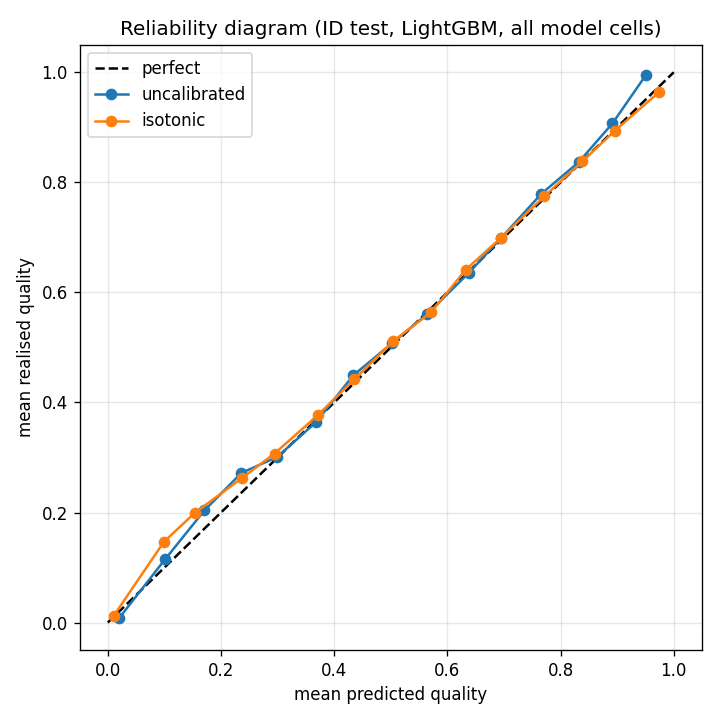 Reliability diagram (ID test, LightGBM, all model cells)
perfect
uncalibrated
isotonic
1.0
0.8
0.6
0.4
0.2
0.0
mean realised quality
0.0 0.2 0.4 0.6 0.8 1.0
mean predicted quality